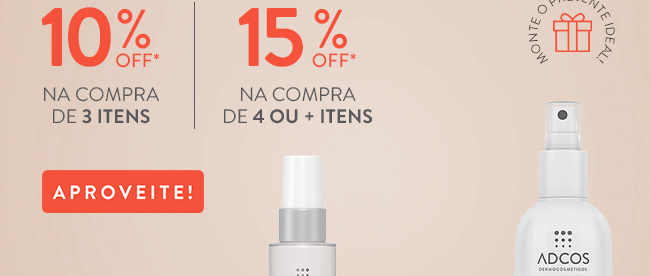 10% OFF*
NA COMPRA
DE 3 ITENS
15% OFF*
NA COMPRA
DE 4 OU + ITENS
MONTE O PRESENTE IDEAL!
APROVEITE!
ADCOS
DERMOCOSMÉTICOS